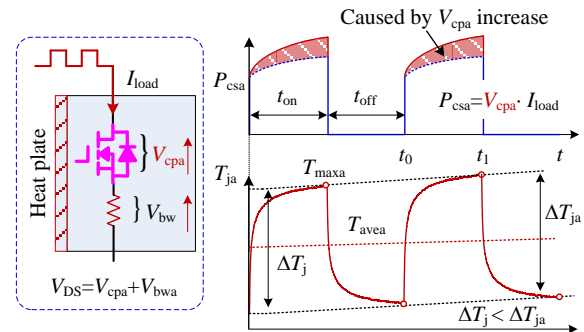 I_load
Heat plate
V_cpa
V_bw
V_DS=V_cpa+V_bwa
Caused by V_cpa increase
P_csa
t_on
t_off
P_csa=V_cpa· I_load
t_0
t_1
t
T_ja
T_maxa
T_avea
ΔT_j
ΔT_ja
ΔT_j < ΔT_ja